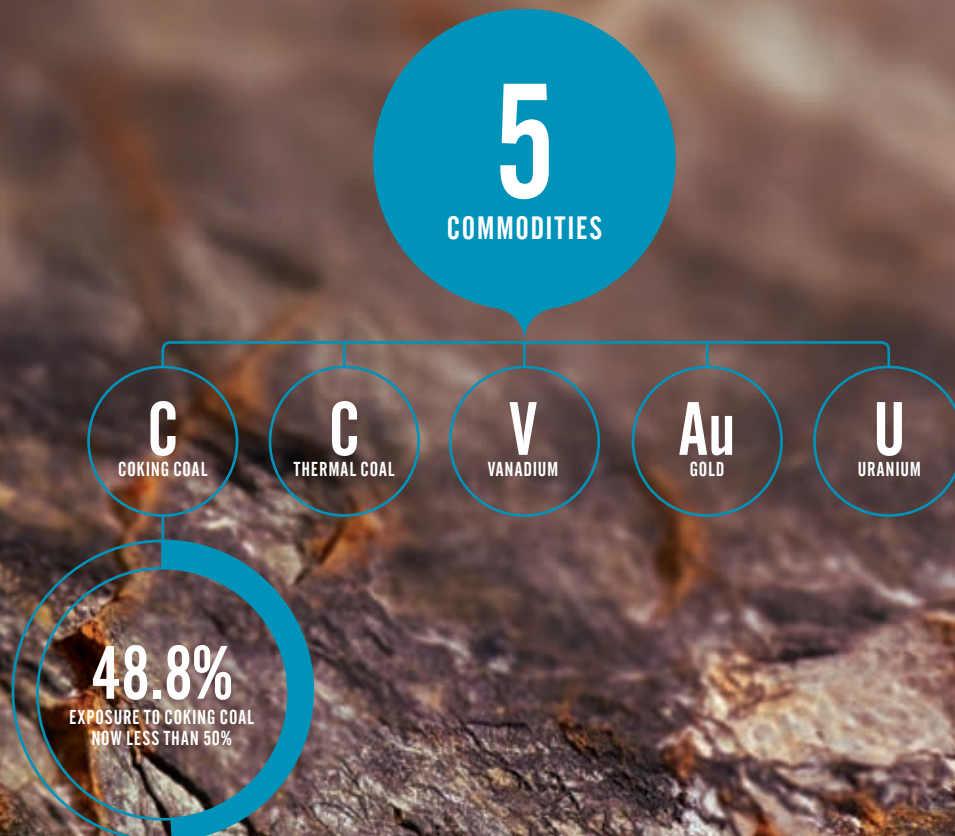 5
COMMODITIES
C
COKING COAL
C
THERMAL COAL
V
VANADIUM
Au
GOLD
U
URANIUM
48.8%
EXPOSURE TO COKING COAL
NOW LESS THAN 50%